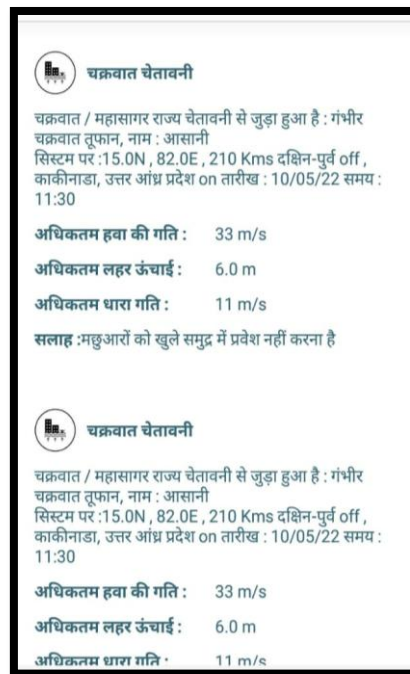 चक्रवात चेतावनी
चक्रवात / महासागर राज्य चेतावनी से जुड़ा हुआ है : गंभीर
चक्रवात तूफान, नाम : आसानी
सिस्टम पर :15.0N , 82.0E , 210 Kms दक्षिन-पुर्व off ,
काकीनाडा, उत्तर आंध्र प्रदेश on तारीख : 10/05/22 समय :
11:30
अधिकतम हवा की गति : 33 m/s
अधिकतम लहर ऊंचाई : 6.0 m
अधिकतम धारा गति : 11 m/s
सलाह :मछुआरों को खुले समुद्र में प्रवेश नहीं करना है
चक्रवात चेतावनी
चक्रवात / महासागर राज्य चेतावनी से जुड़ा हुआ है : गंभीर
चक्रवात तूफान, नाम : आसानी
सिस्टम पर :15.0N , 82.0E , 210 Kms दक्षिन-पुर्व off ,
काकीनाडा, उत्तर आंध्र प्रदेश on तारीख : 10/05/22 समय :
11:30
अधिकतम हवा की गति : 33 m/s
अधिकतम लहर ऊंचाई : 6.0 m
अधिकतम धारा गति : 11 m/s